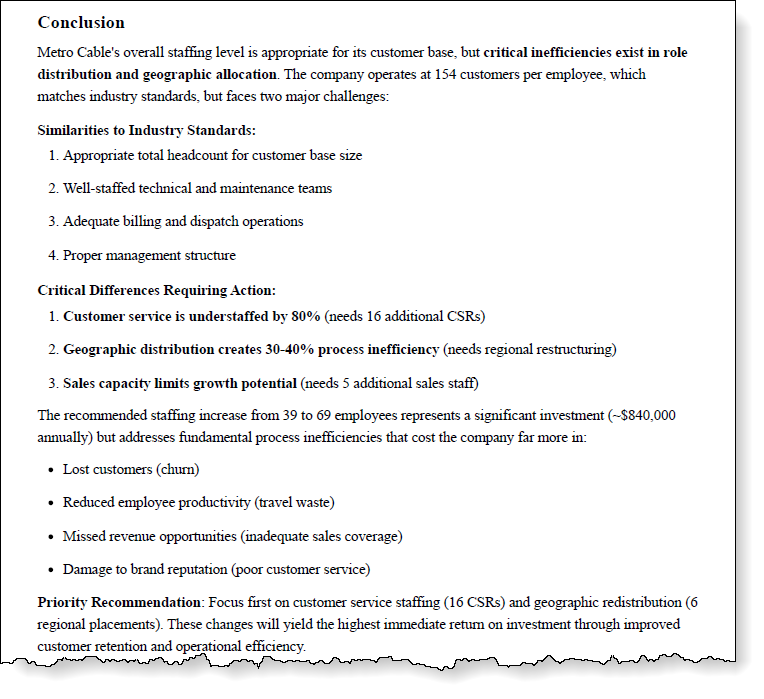 Conclusion
Metro Cable's overall staffing level is appropriate for its customer base, but critical inefficiencies exist in role
distribution and geographic allocation. The company operates at 154 customers per employee, which
matches industry standards, but faces two major challenges:
Similarities to Industry Standards:
1. Appropriate total headcount for customer base size
2. Well-staffed technical and maintenance teams
3. Adequate billing and dispatch operations
4. Proper management structure
Critical Differences Requiring Action:
1. Customer service is understaffed by 80% (needs 16 additional CSRs)
2. Geographic distribution creates 30-40% process inefficiency (needs regional restructuring)
3. Sales capacity limits growth potential (needs 5 additional sales staff)
The recommended staffing increase from 39 to 69 employees represents a significant investment (~$840,000
annually) but addresses fundamental process inefficiencies that cost the company far more in:
• Lost customers (churn)
• Reduced employee productivity (travel waste)
• Missed revenue opportunities (inadequate sales coverage)
• Damage to brand reputation (poor customer service)
Priority Recommendation: Focus first on customer service staffing (16 CSRs) and geographic redistribution (6
regional placements). These changes will yield the highest immediate return on investment through improved
customer retention and operational efficiency.